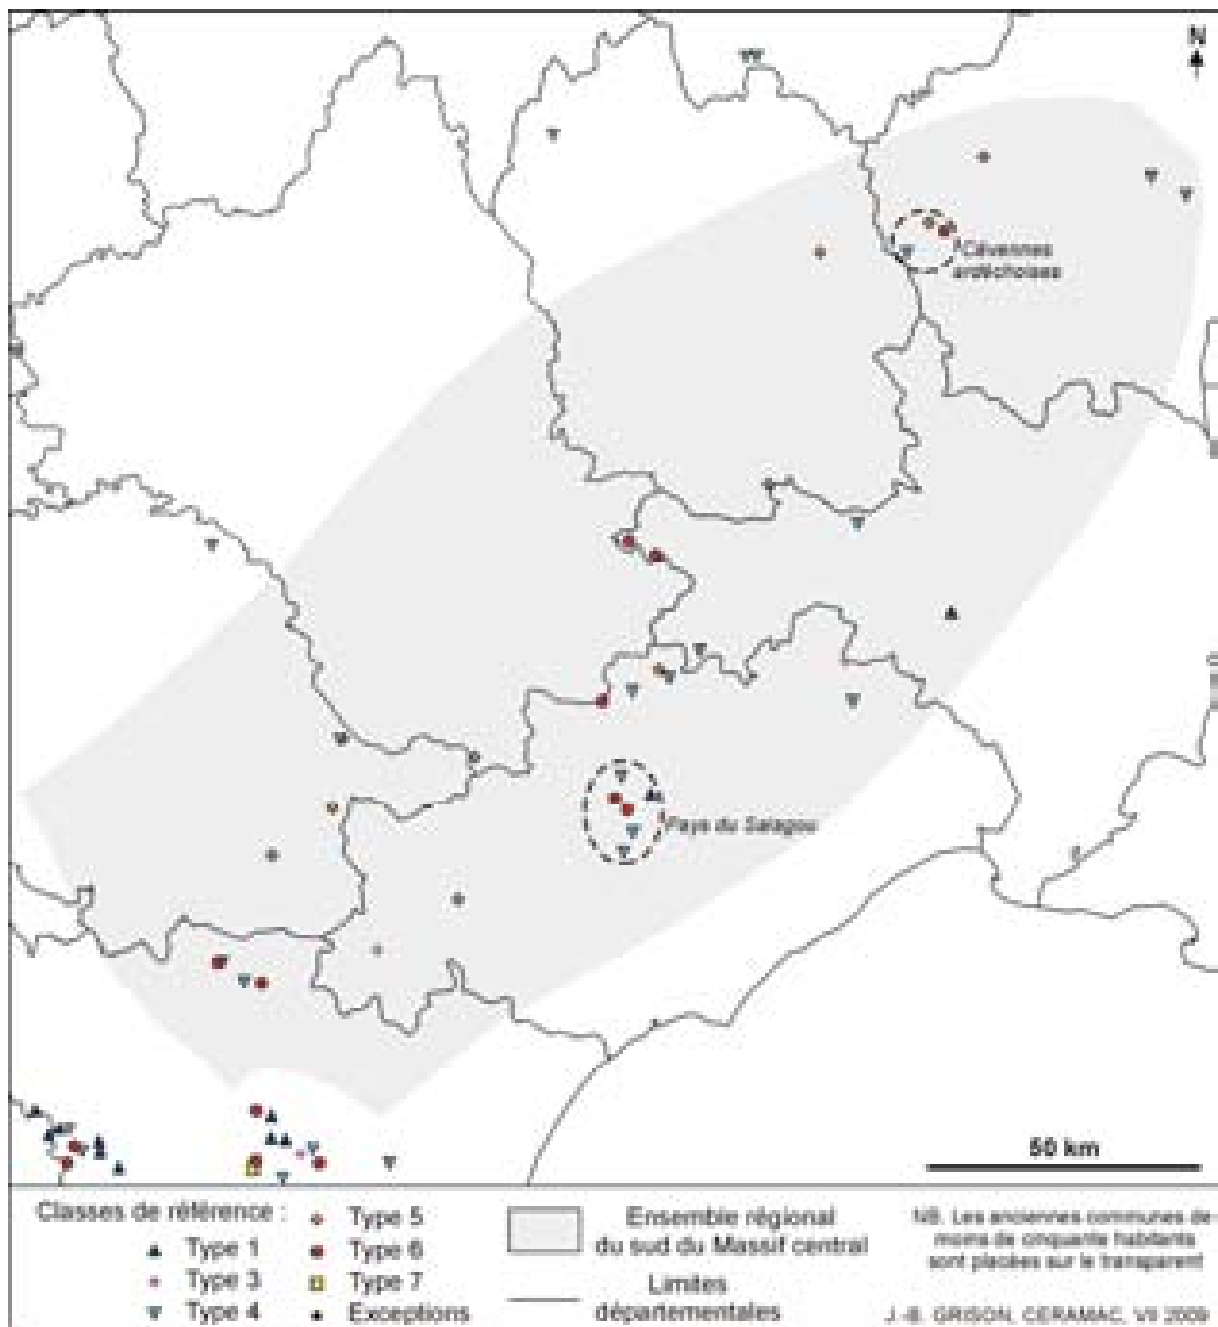 N
Cévennes
ardéchoises
Pays du Salagou
50 km
Classes de référence :
Type 1
Type 3
Type 4
Type 5
Type 6
Type 7
Exceptions
Ensemble régional
du sud du Massif central
Limites
départementales
NB. Les anciennes communes de
moins de cinquante habitants
sont placées sur le transparent
J.-B. GRISON, CERAMAC, VII 2009